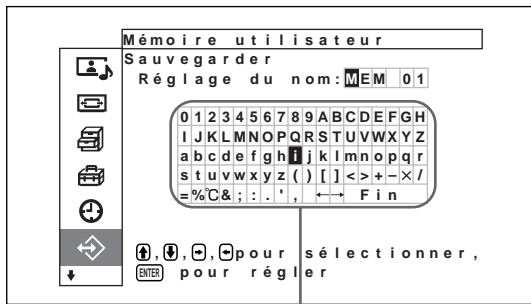 Mémoire utilisateur
Sauvegarder
Réglage du nom:MEM 01
0123456789ABCDEFGH
IJKLMNOPQRSTUVWXYZ
abcdefghijklmnopqr
stuvwxyz()[]<>+−×/
=%℃&;:.', ←→ Fin
↑,↓,→,←pour sélectionner,
ENTER pour régler